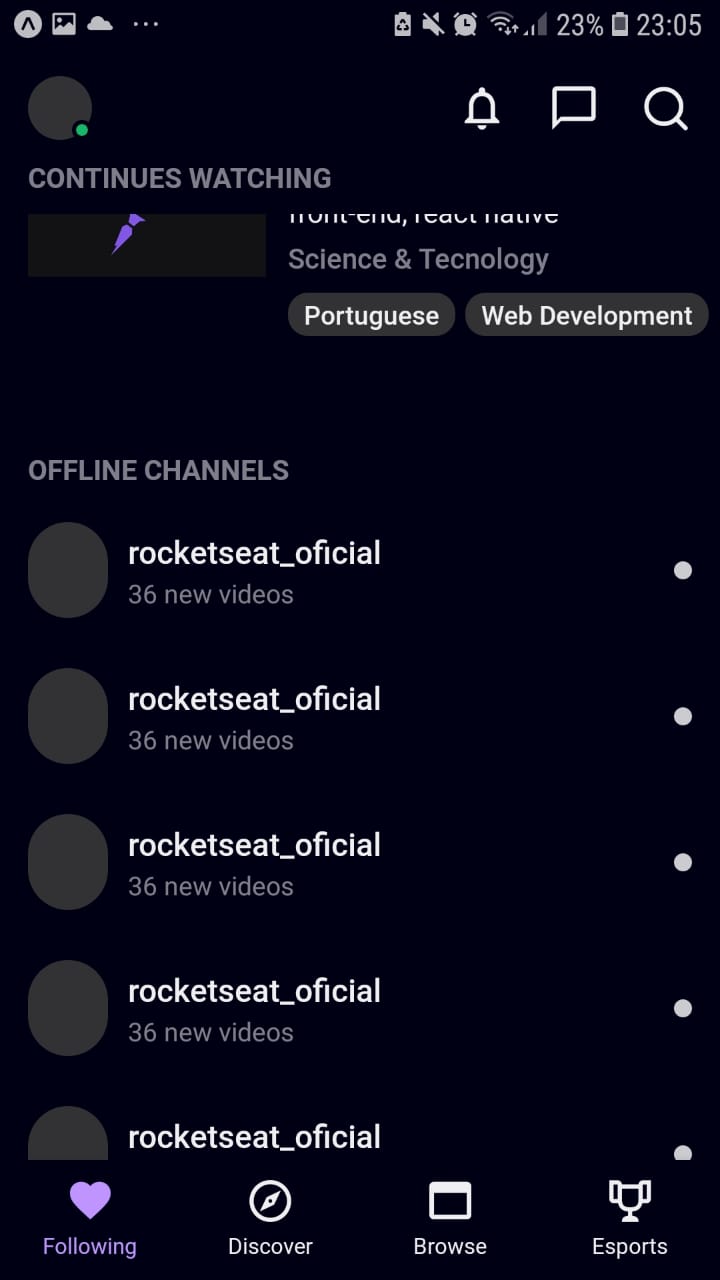 23% 23:05
CONTINUES WATCHING
front-end, react native
Science & Tecnology
Portuguese Web Development
OFFLINE CHANNELS
rocketseat_oficial
36 new videos
rocketseat_oficial
36 new videos
rocketseat_oficial
36 new videos
rocketseat_oficial
36 new videos
rocketseat_oficial
Following Discover Browse Esports